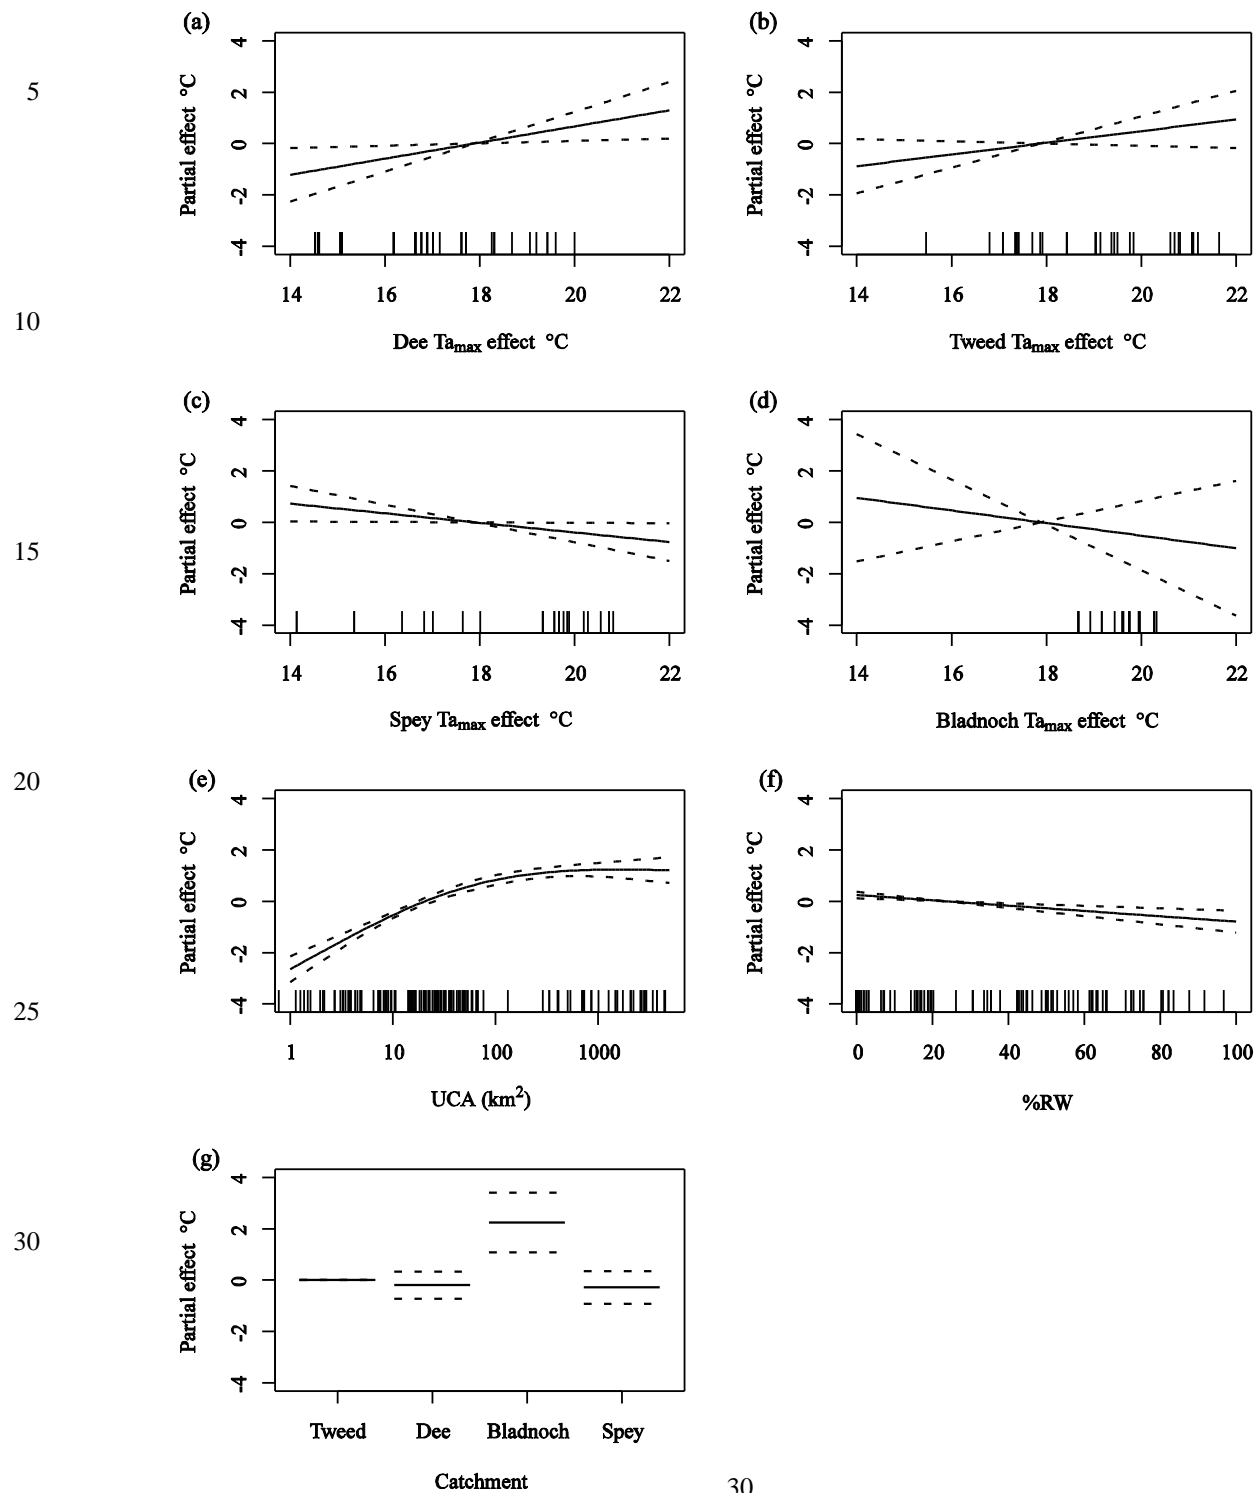 (a)
4
2
0
-2
-4
Partial effect °C
14 16 18 20 22
Dee Ta_max effect °C
(b)
4
2
0
-2
-4
Partial effect °C
14 16 18 20 22
Tweed Ta_max effect °C
5
10
(c)
4
2
0
-2
-4
Partial effect °C
14 16 18 20 22
Spey Ta_max effect °C
(d)
4
2
0
-2
-4
Partial effect °C
14 16 18 20 22
Bladnoch Ta_max effect °C
15
20
(e)
4
2
0
-2
-4
Partial effect °C
1 10 100 1000
UCA (km²)
(f)
4
2
0
-2
-4
Partial effect °C
0 20 40 60 80 100
%RW
25
(g)
4
2
0
-2
-4
Partial effect °C
Tweed Dee Bladnoch Spey
Catchment
30
30